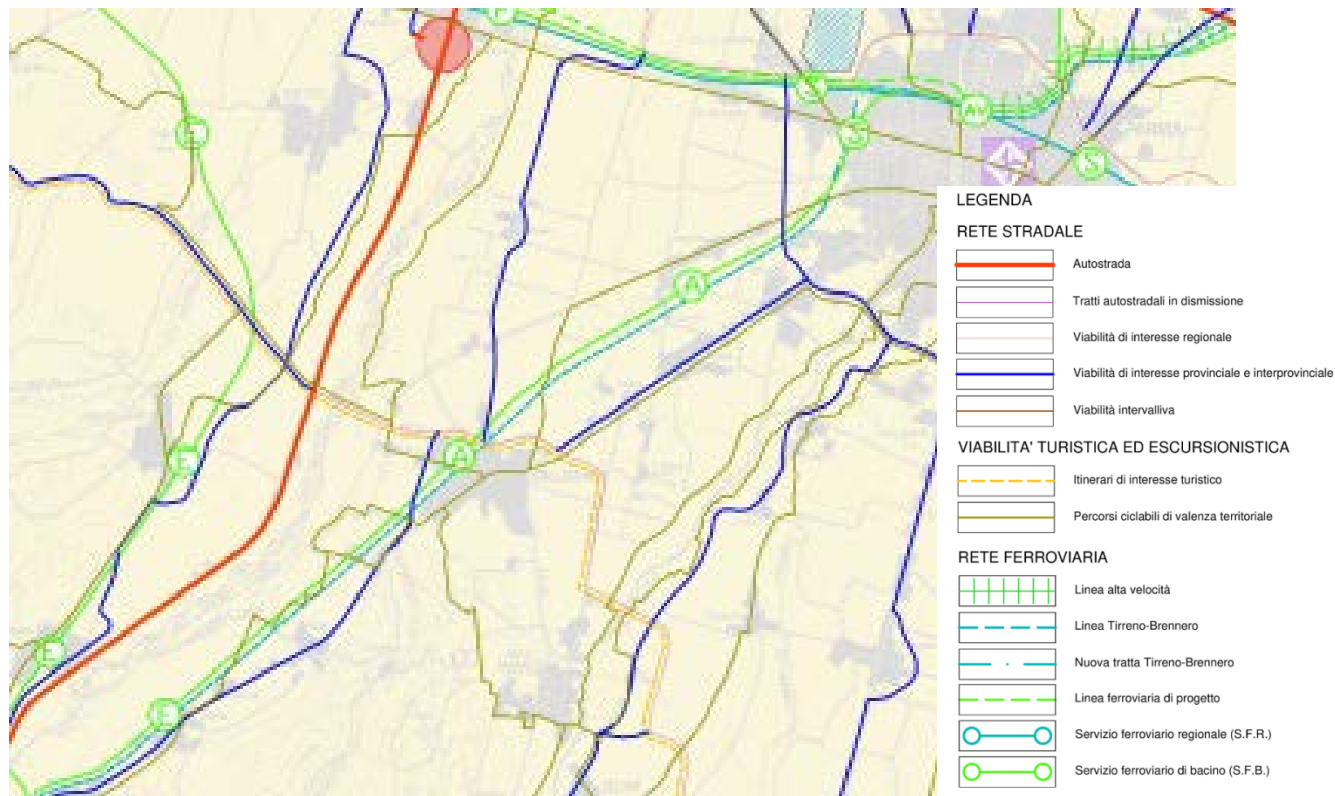 A
A
LEGENDA
RETE STRADALE
Autostrada
Tratti autostradali in dismissione
Viabilità di interesse regionale
Viabilità di interesse provinciale e interprovinciale
Viabilità intervalliva
VIABILITA' TURISTICA ED ESCURSIONISTICA
Itinerari di interesse turistico
Percorsi ciclabili di valenza territoriale
RETE FERROVIARIA
Linea alta velocità
Linea Tirreno-Brennero
Nuova tratta Tirreno-Brennero
Linea ferroviaria di progetto
Servizio ferroviario regionale (S.F.R.)
Servizio ferroviario di bacino (S.F.B.)